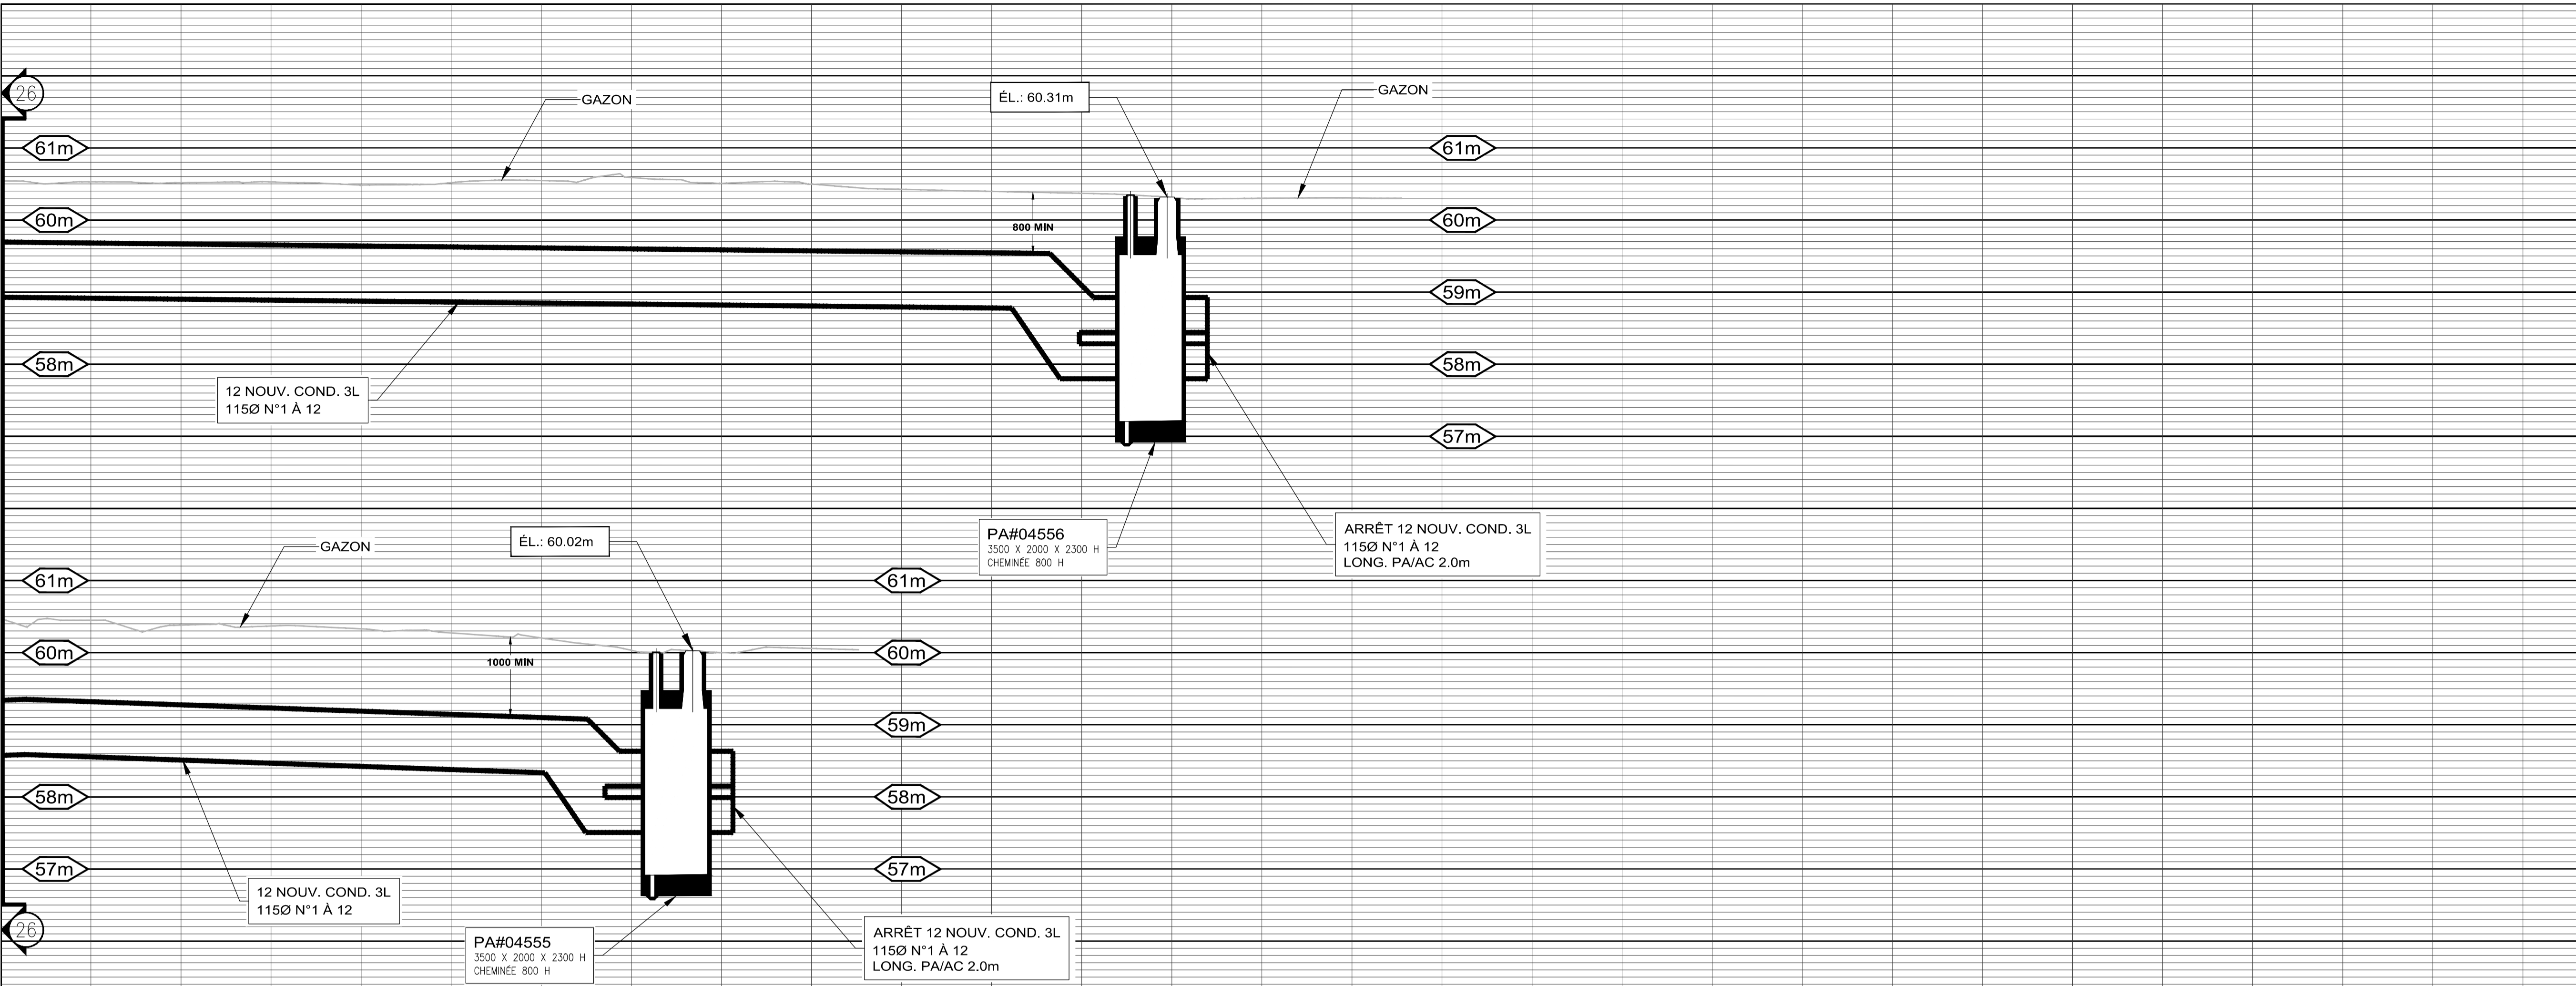 26
GAZON
ÉL.: 60.31m
GAZON
61m
61m
60m
60m
800 MIN
59m
58m
58m
12 NOUV. COND. 3L
115Ø N°1 À 12
57m
PA#04556
3500 X 2000 X 2300 H
CHEMINÉE 800 H
ARRÊT 12 NOUV. COND. 3L
115Ø N°1 À 12
LONG. PA/AC 2.0m
GAZON
ÉL.: 60.02m
61m
61m
60m
60m
1000 MIN
59m
58m
58m
57m
57m
12 NOUV. COND. 3L
115Ø N°1 À 12
26
PA#04555
3500 X 2000 X 2300 H
CHEMINÉE 800 H
ARRÊT 12 NOUV. COND. 3L
115Ø N°1 À 12
LONG. PA/AC 2.0m